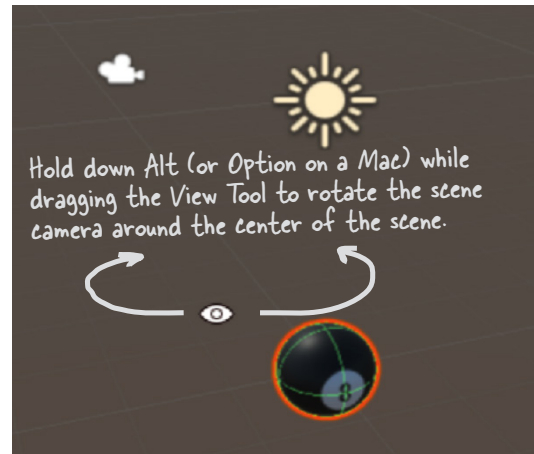 Hold down Alt (or Option on a Mac) while
dragging the View Tool to rotate the scene
camera around the center of the scene.
8